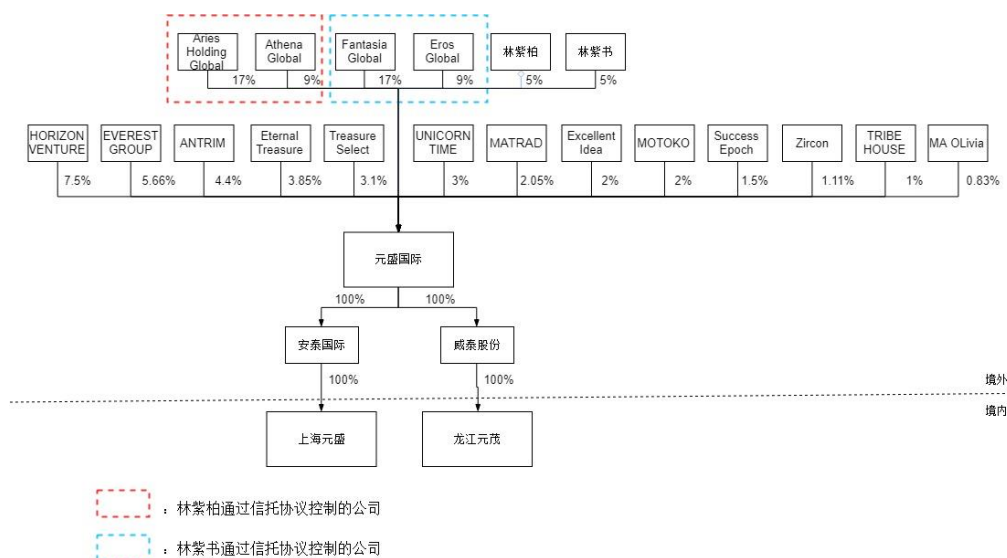 Aries
Holding
Global
Athena
Global
Fantasia
Global
Eros
Global
林紫柏
林紫书
17%
9%
17%
9%
5%
5%
HORIZON
VENTURE
EVEREST
GROUP
ANTRIM
Eternal
Treasure
Treasure
Select
UNICORN
TIME
MATRAD
Excellent
Idea
MOTOKO
Success
Epoch
Zircon
TRIBE
HOUSE
MA OLivia
7.5%
5.66%
4.4%
3.85%
3.1%
3%
2.05%
2%
2%
1.5%
1.11%
1%
0.83%
元盛国际
100%
100%
安泰国际
威泰股份
100%
100%
境外
境内
上海元盛
龙江元茂
：林紫柏通过信托协议控制的公司
：林紫书通过信托协议控制的公司